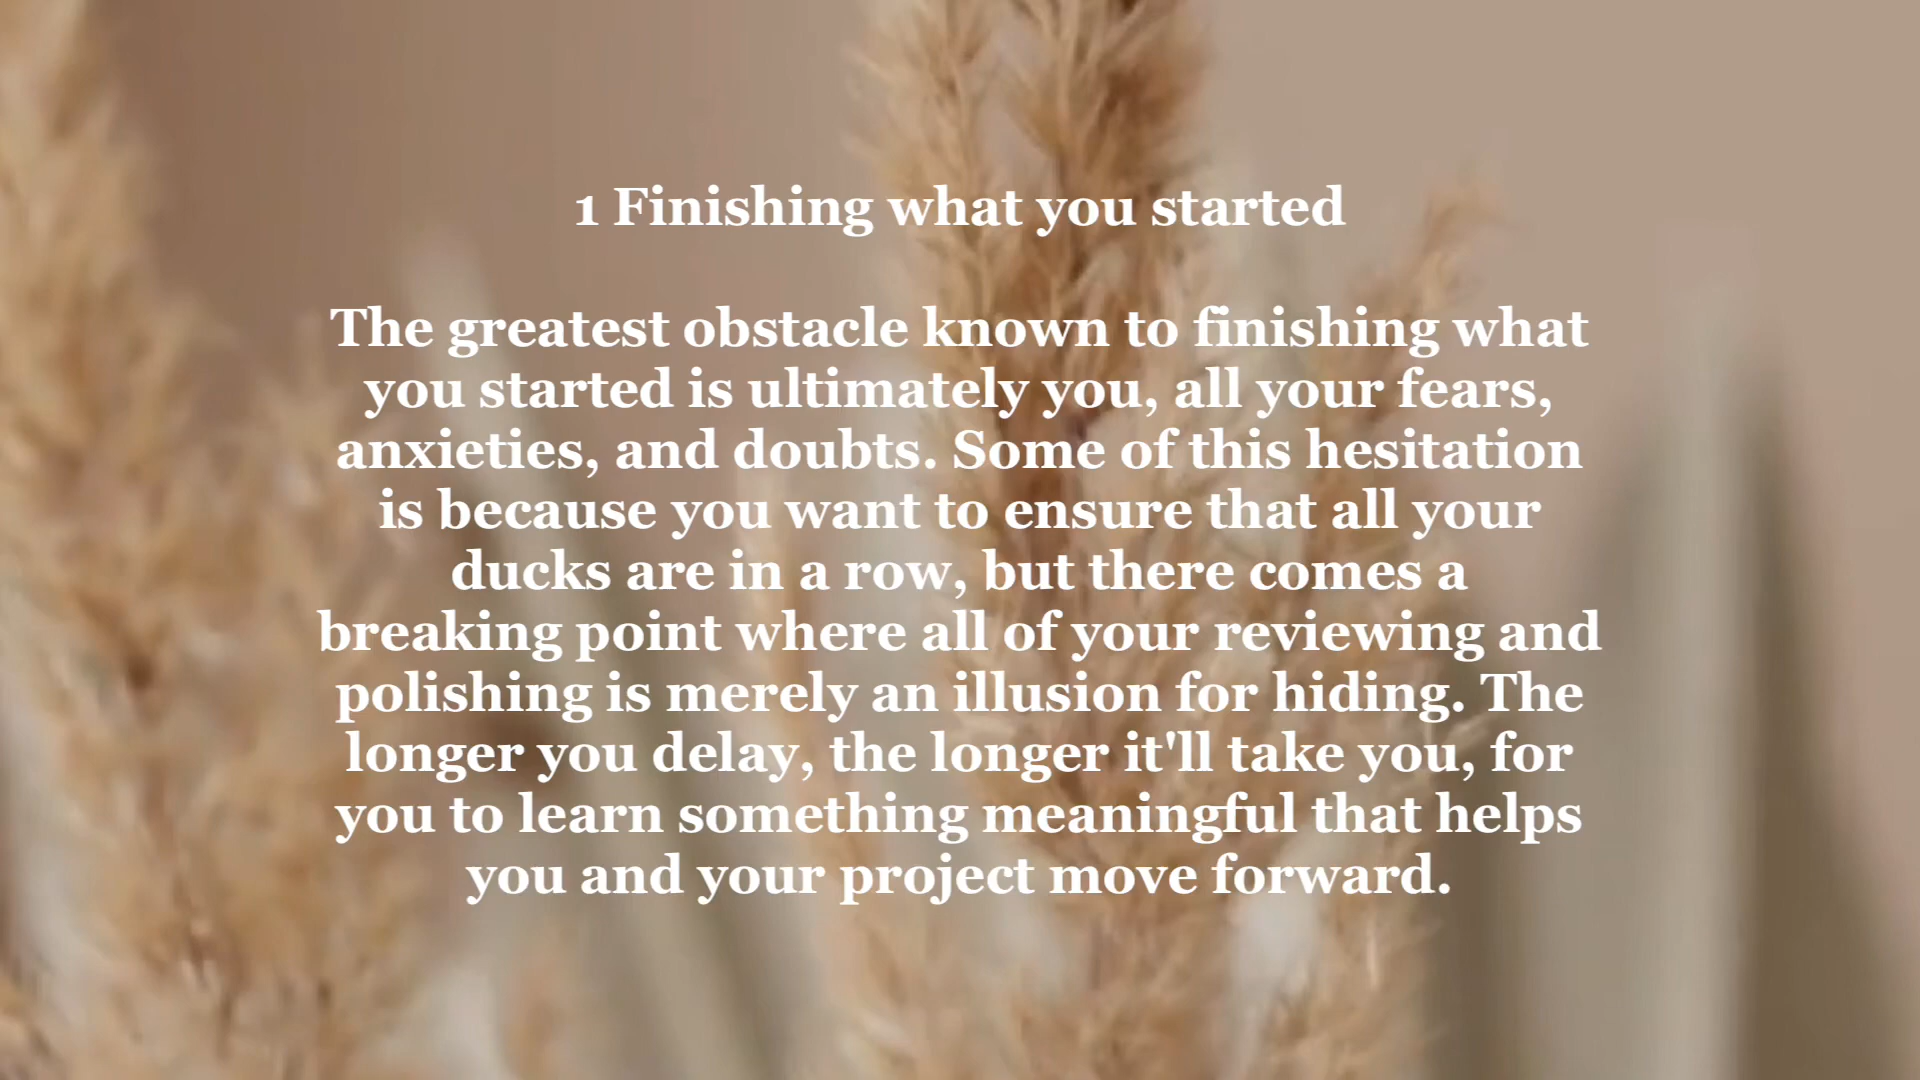 1 Finishing what you started
The greatest obstacle known to finishing what
you started is ultimately you, all your fears,
anxieties, and doubts. Some of this hesitation
is because you want to ensure that all your
ducks are in a row, but there comes a
breaking point where all of your reviewing and
polishing is merely an illusion for hiding. The
longer you delay, the longer it'll take you, for
you to learn something meaningful that helps
you and your project move forward.